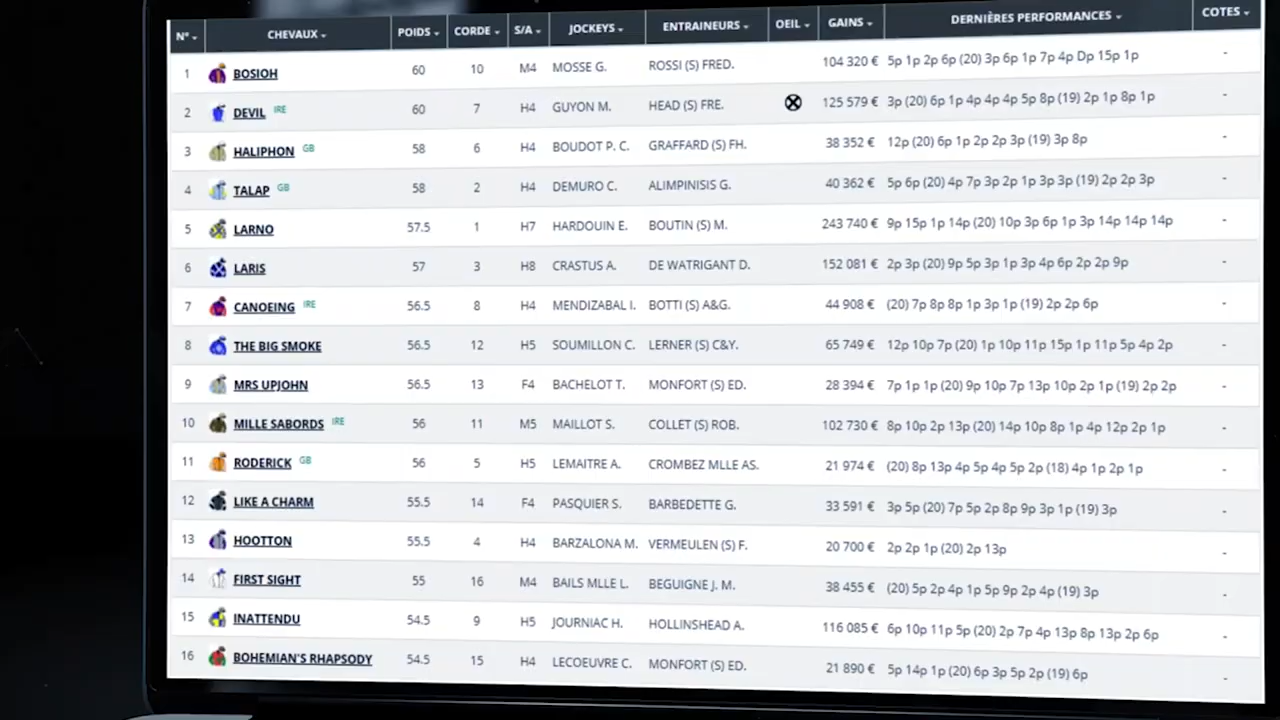 N° CHEVAUX POIDS CORDE S/A JOCKEYS ENTRAINEURS OEIL GAINS DERNIÈRES PERFORMANCES COTES
1 BOSIOH 60 10 M4 MOSSE G. ROSSI (S) FRED. 104 320 € 5p 1p 2p 6p (20) 3p 6p 1p 7p 4p Dp 15p 1p -
2 DEVIL IRE 60 7 H4 GUYON M. HEAD (S) FRE. 125 579 € 3p (20) 6p 1p 4p 4p 4p 5p 8p (19) 2p 1p 8p 1p -
3 HALIPHON GB 58 6 H4 BOUDOT P. C. GRAFFARD (S) FH. 38 352 € 12p (20) 6p 1p 2p 2p 3p (19) 3p 8p -
4 TALAP GB 58 2 H4 DEMURO C. ALIMPINISIS G. 40 362 € 5p 6p (20) 4p 7p 3p 2p 1p 3p 3p (19) 2p 2p 3p -
5 LARNO 57.5 1 H7 HARDOUIN E. BOUTIN (S) M. 243 740 € 9p 15p 1p 14p (20) 10p 3p 6p 1p 3p 14p 14p 14p -
6 LARIS 57 3 H8 CRASTUS A. DE WATRIGANT D. 152 081 € 2p 3p (20) 9p 5p 3p 1p 3p 4p 6p 2p 2p 9p -
7 CANOEING IRE 56.5 8 H4 MENDIZABAL I. BOTTI (S) A&G. 44 908 € (20) 7p 8p 8p 1p 3p 1p (19) 2p 2p 6p -
8 THE BIG SMOKE 56.5 12 H5 SOUMILLON C. LERNER (S) C&Y. 65 749 € 12p 10p 7p (20) 1p 10p 11p 15p 1p 11p 5p 4p 2p -
9 MRS UPJOHN 56.5 13 F4 BACHELOT T. MONFORT (S) ED. 28 394 € 7p 1p 1p (20) 9p 10p 7p 13p 10p 2p 1p (19) 2p 2p -
10 MILLE SABORDS IRE 56 11 M5 MAILLOT S. COLLET (S) ROB. 102 730 € 8p 10p 2p 13p (20) 14p 10p 8p 1p 4p 12p 2p 1p -
11 RODERICK GB 56 5 H5 LEMAITRE A. CROMBEZ MLLE AS. 21 974 € (20) 8p 13p 4p 5p 4p 5p 2p (18) 4p 1p 2p 1p -
12 LIKE A CHARM 55.5 14 F4 PASQUIER S. BARBEDETTE G. 33 591 € 3p 5p (20) 7p 5p 2p 8p 9p 3p 1p (19) 3p -
13 HOOTTON 55.5 4 H4 BARZALONA M. VERMEULEN (S) F. 20 700 € 2p 2p 1p (20) 2p 13p -
14 FIRST SIGHT 55 16 M4 BAILS MLLE L. BEGUIGNE J. M. 38 455 € (20) 5p 2p 4p 1p 5p 9p 2p 4p (19) 3p -
15 INATTENDU 54.5 9 H5 JOURNIAC H. HOLLINSHEAD A. 116 085 € 6p 10p 11p 5p (20) 2p 7p 4p 13p 8p 13p 2p 6p -
16 BOHEMIAN'S RHAPSODY 54.5 15 H4 LECOEUVRE C. MONFORT (S) ED. 21 890 € 5p 14p 1p (20) 6p 3p 5p 2p (19) 6p -